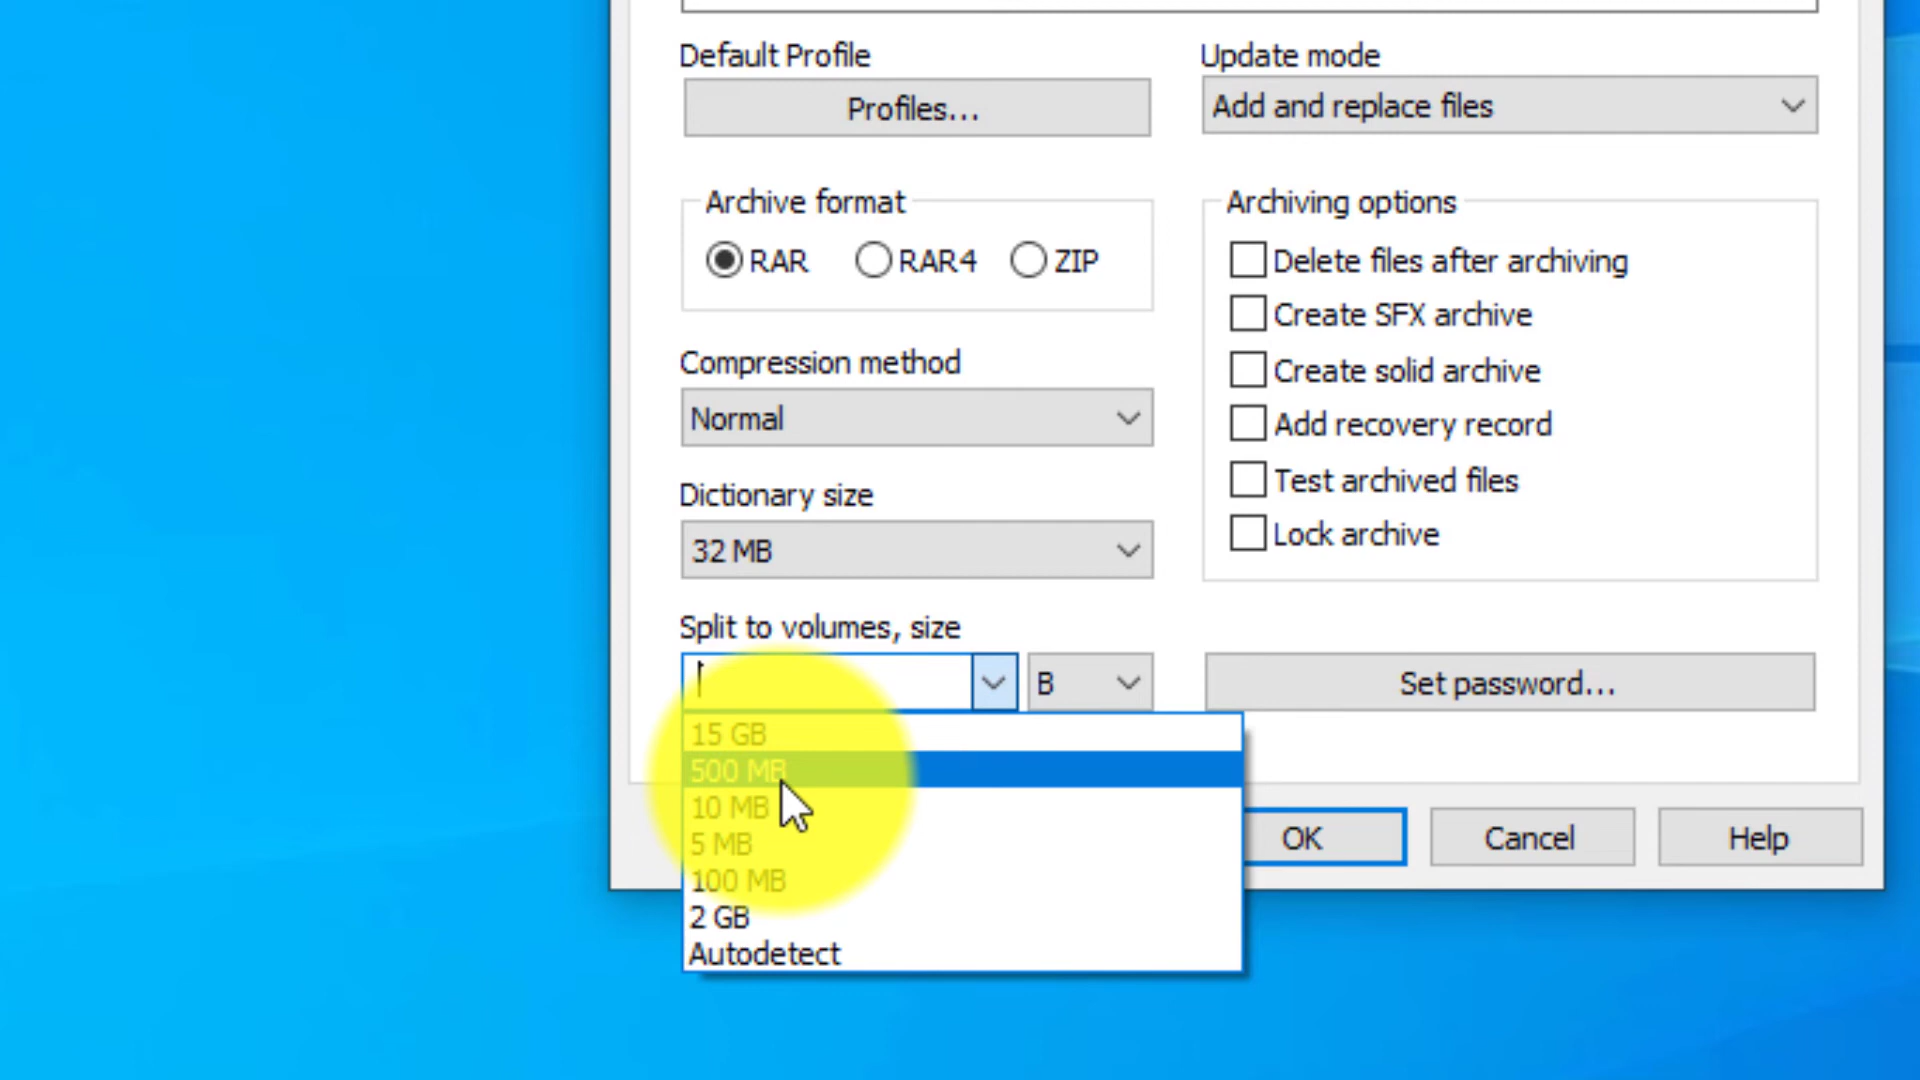 Default Profile
Profiles...
Update mode
Add and replace files
Archive format
RAR
RAR4
ZIP
Compression method
Normal
Dictionary size
32 MB
Archiving options
Delete files after archiving
Create SFX archive
Create solid archive
Add recovery record
Test archived files
Lock archive
Split to volumes, size
B
Set password...
15 GB
500 MB
10 MB
5 MB
100 MB
2 GB
Autodetect
OK
Cancel
Help